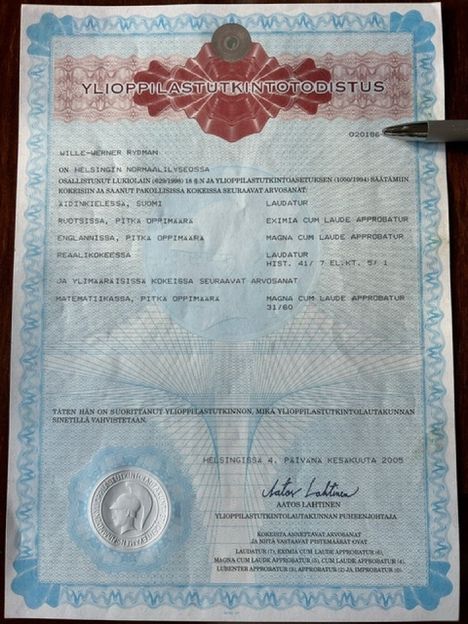 YLIOPPILASTUTKINTOTODISTUS
020186
WILLE-WERNER RYDMAN
ON HELSINGIN NORMAALILYSEOSSA
OSALLISTUNUT LUKIOLAIN (629/1998) 18 §:N JA YLIOPPILASTUTKINTOASETUKSEN (1000/1994) SÄÄTÄMIIN
KOKEISIIN JA SAANUT PAKOLLISISSA KOKEISSA SEURAAVAT ARVOSANAT:
ÄIDINKIELESSÄ, SUOMI LAUDATUR
RUOTSISSA, PITKÄ OPPIMÄÄRÄ EXIMIA CUM LAUDE APPROBATUR
ENGLANNISSA, PITKÄ OPPIMÄÄRÄ MAGNA CUM LAUDE APPROBATUR
REAALIKOKEESSA LAUDATUR
HIST. 41/ 7 EL.KT. 5/ 1
JA YLIMÄÄRÄISISSÄ KOKEISSA SEURAAVAT ARVOSANAT
MATEMATIIKASSA, PITKÄ OPPIMÄÄRÄ MAGNA CUM LAUDE APPROBATUR
31/60
TÄTEN HÄN ON SUORITTANUT YLIOPPILASTUTKINNON, MIKÄ YLIOPPILASTUTKINTOLAUTAKUNNAN
SINETILLÄ VAHVISTETAAN.
HELSINGISSÄ 4. PÄIVÄNÄ KESÄKUUTA 2005
Aatos Lahtinen
AATOS LAHTINEN
YLIOPPILASTUTKINTOLAUTAKUNNAN PUHEENJOHTAJA
KOKEISTA ANNETTAVAT ARVOSANAT
JA NIITÄ VASTAAVAT PISTEMÄÄRÄT OVAT
LAUDATUR (7), EXIMIA CUM LAUDE APPROBATUR (6),
MAGNA CUM LAUDE APPROBATUR (5), CUM LAUDE APPROBATUR (4),
LUBENTER APPROBATUR (3), APPROBATUR (2) JA IMPROBATUR (0).